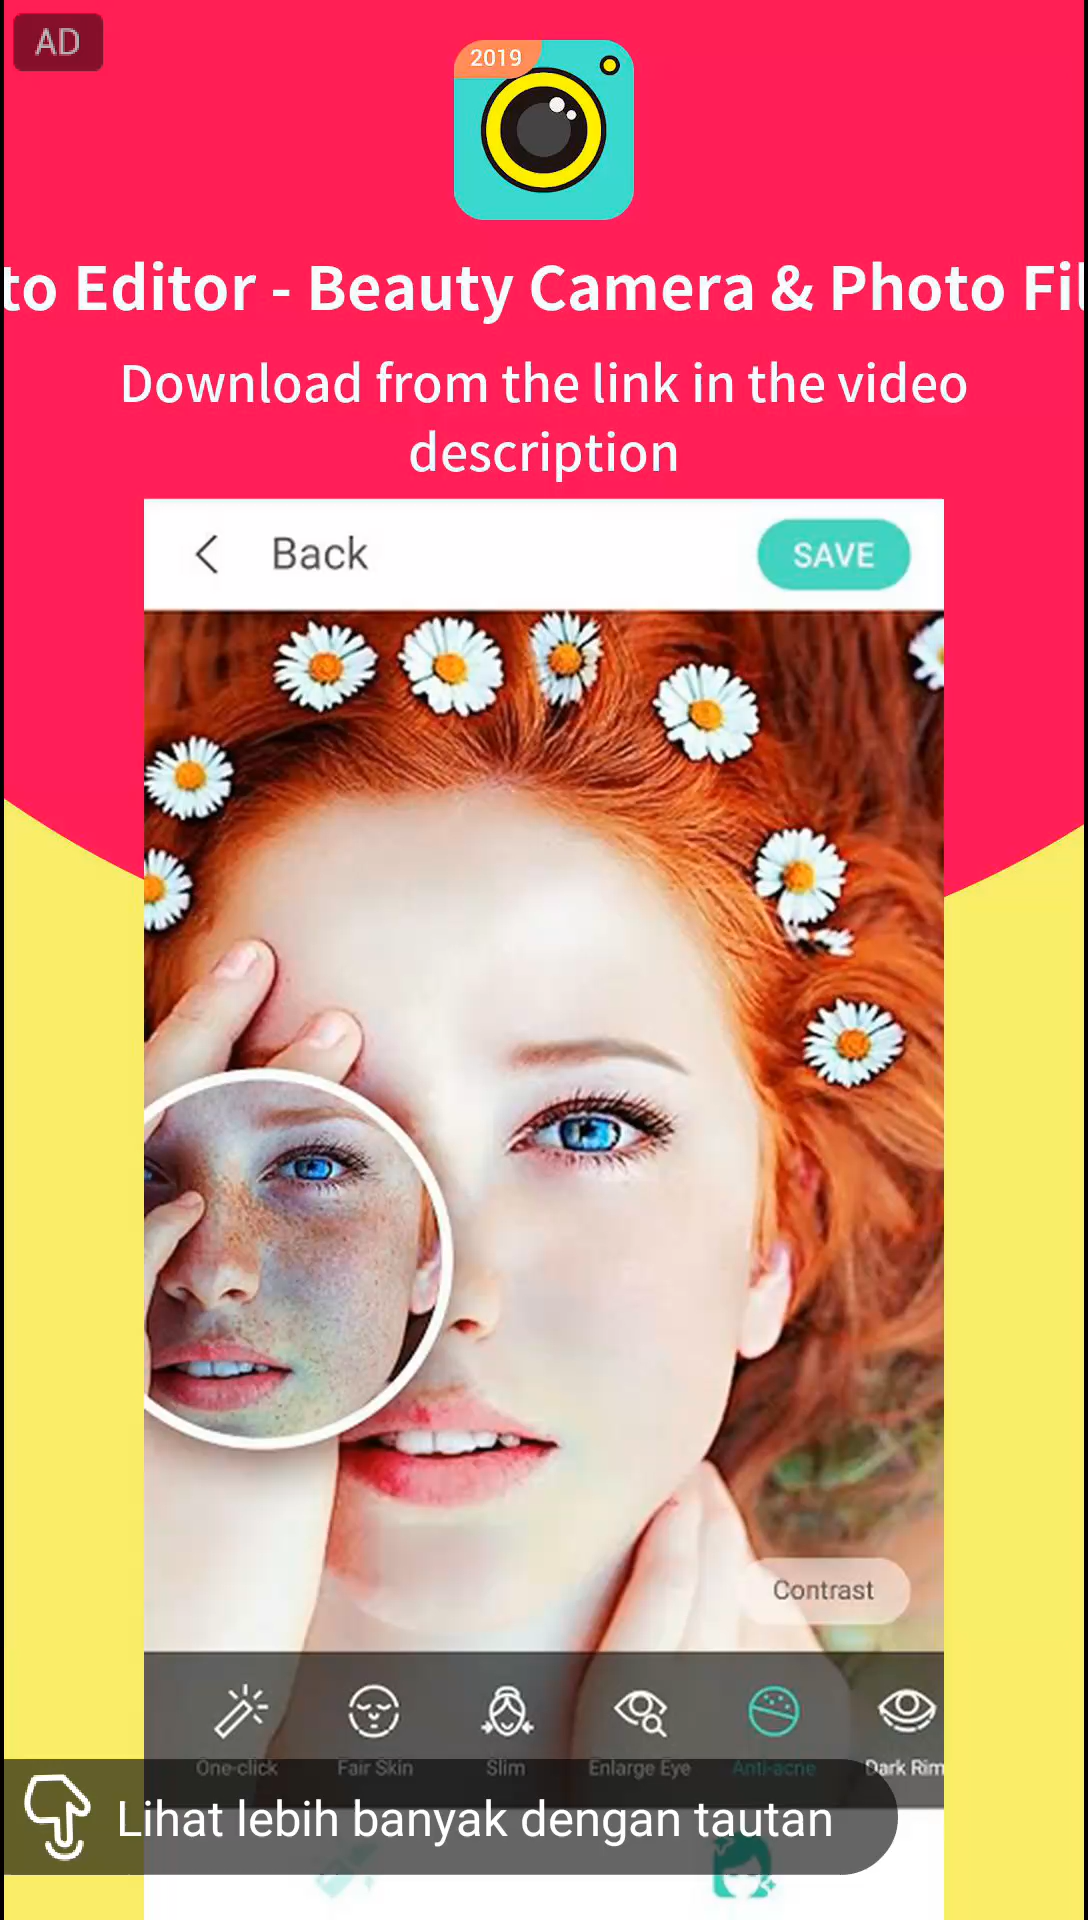 AD
2019
to Editor - Beauty Camera & Photo Fil
Download from the link in the video
description
Back
SAVE
Contrast
One-click
Fair Skin
Slim
Enlarge Eye
Anti-acne
Dark Rim
Lihat lebih banyak dengan tautan